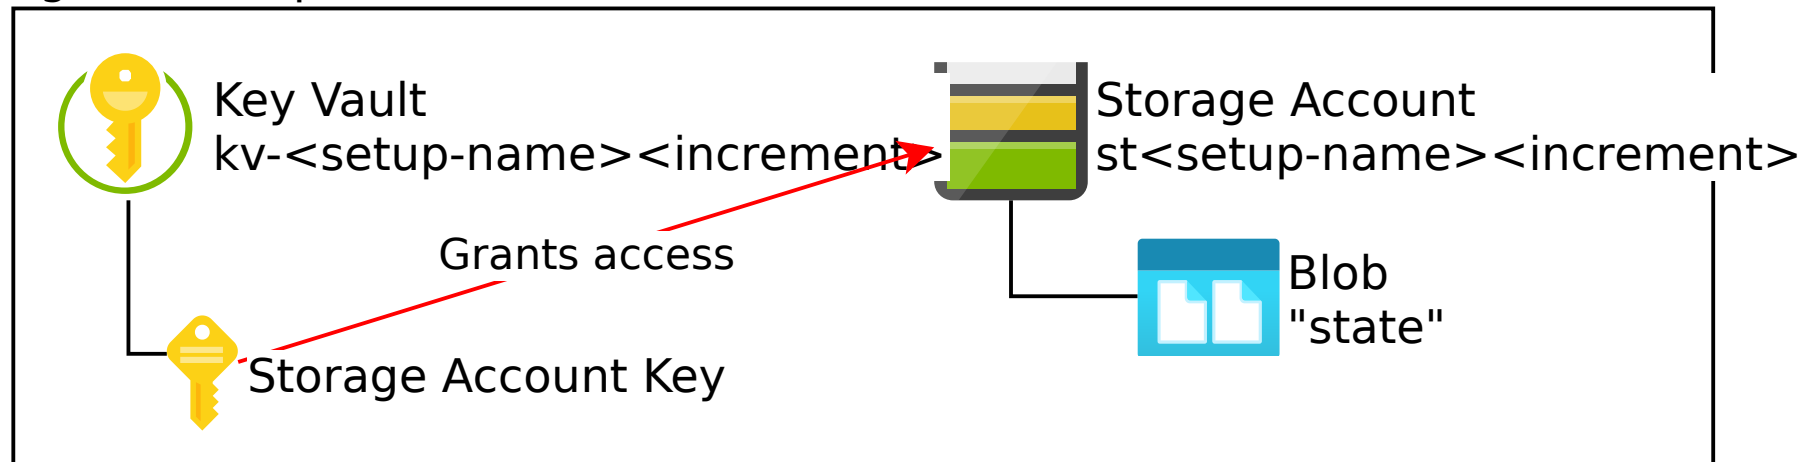 Key Vault
kv-<setup-name><increment>
Storage Account
st<setup-name><increment>
Grants access
Blob
"state"
Storage Account Key